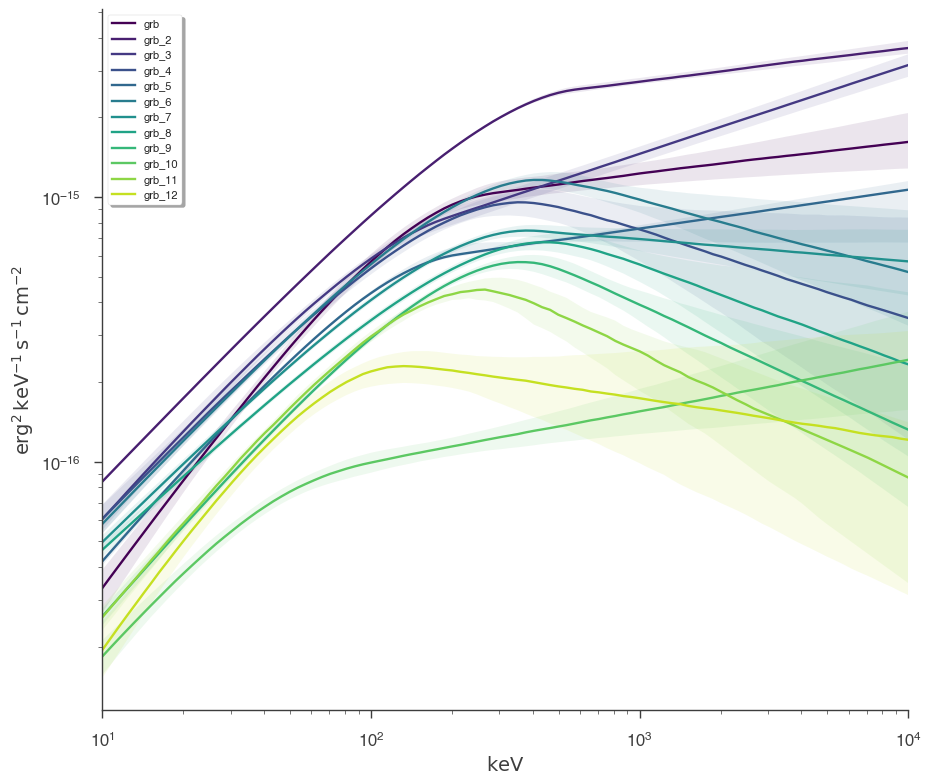 grb
grb_2
grb_3
grb_4
grb_5
grb_6
grb_7
grb_8
grb_9
grb_10
grb_11
grb_12
10⁻¹⁵
10⁻¹⁶
erg² keV⁻¹ s⁻¹ cm⁻²
10¹ 10² 10³ 10⁴
keV